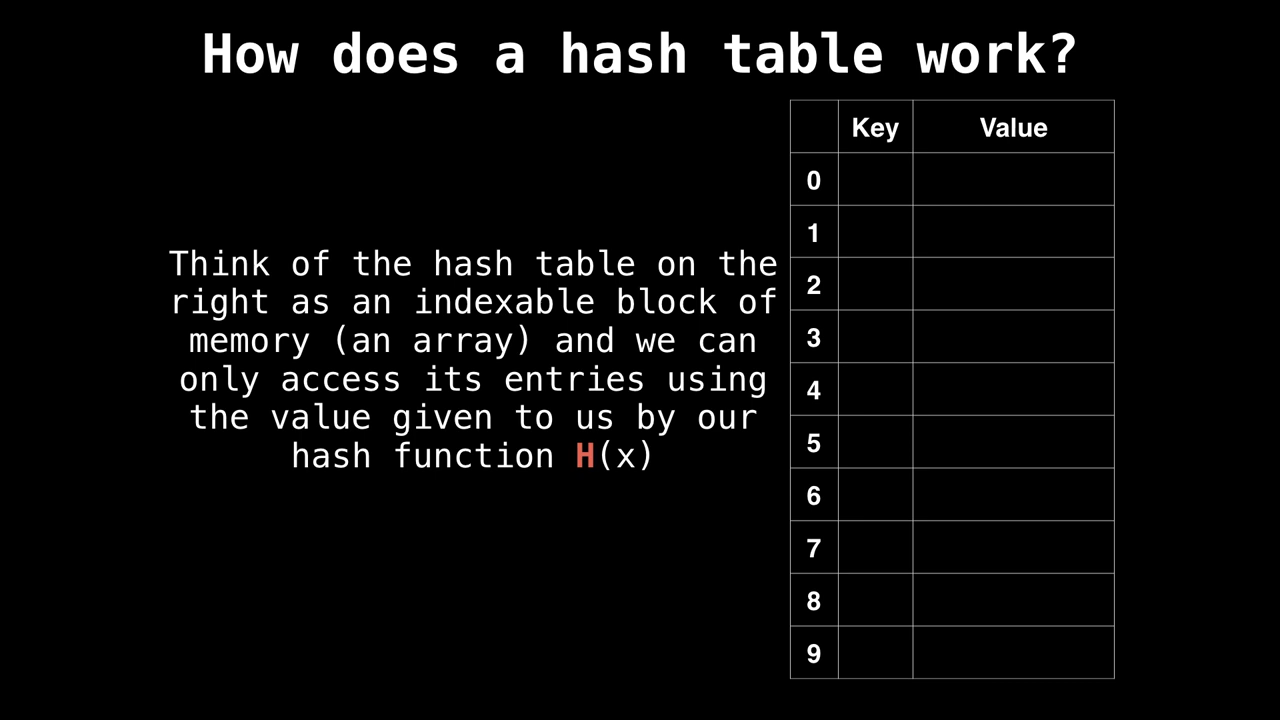 How does a hash table work?
Think of the hash table on the
right as an indexable block of
memory (an array) and we can
only access its entries using
the value given to us by our
hash function H(x)
Key Value
0
1
2
3
4
5
6
7
8
9